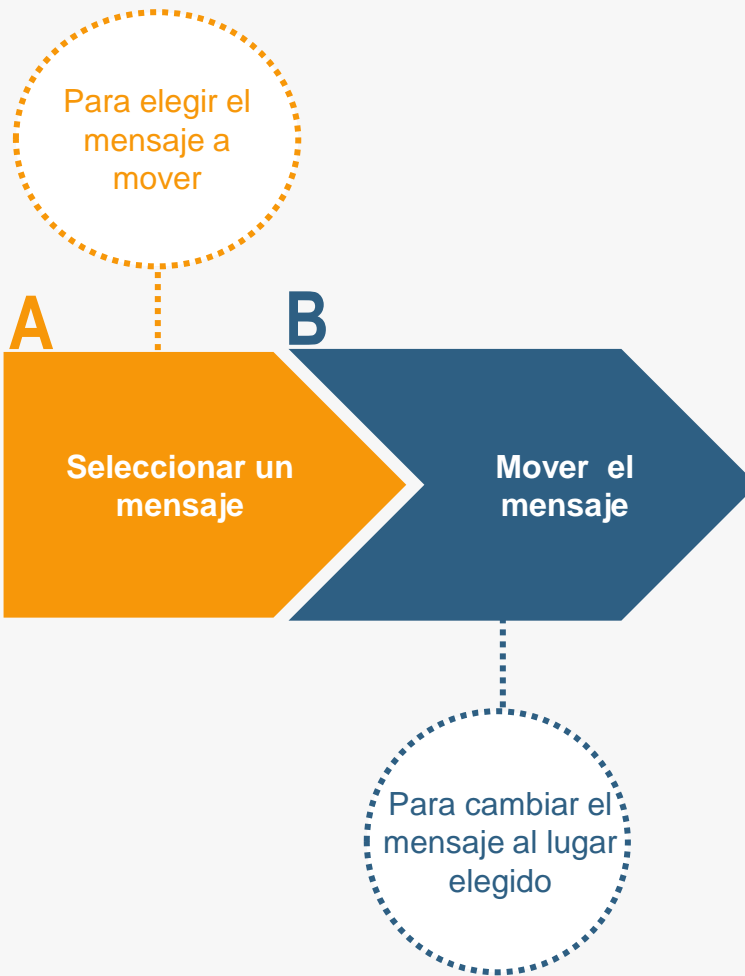 Para elegir el
mensaje a
mover
A
B
Seleccionar un
mensaje
Mover el
mensaje
Para cambiar el
mensaje al lugar
elegido